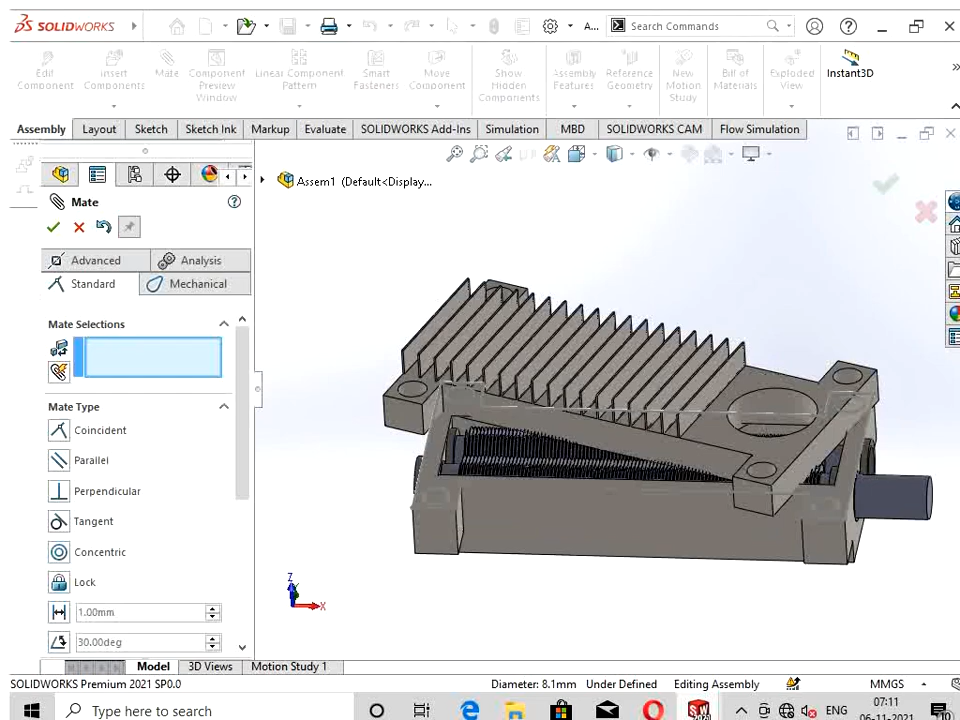 SOLIDWORKS
A...
Search Commands
Edit Component
Insert Components
Mate
Component Preview Window
Linear Component Pattern
Smart Fasteners
Move Component
Show Hidden Components
Assembly Features
Reference Geometry
New Motion Study
Bill of Materials
Exploded View
Instant3D
Assembly Layout Sketch Sketch Ink Markup Evaluate SOLIDWORKS Add-Ins Simulation MBD SOLIDWORKS CAM Flow Simulation
Assem1 (Default<Display...
Mate
Advanced Analysis
Standard Mechanical
Mate Selections
Mate Type
Coincident
Parallel
Perpendicular
Tangent
Concentric
Lock
1.00mm
30.00deg
Z
X
Model 3D Views Motion Study 1
SOLIDWORKS Premium 2021 SP0.0
Diameter: 8.1mm Under Defined Editing Assembly MMGS
Type here to search
ENG
07:11
06-11-2021